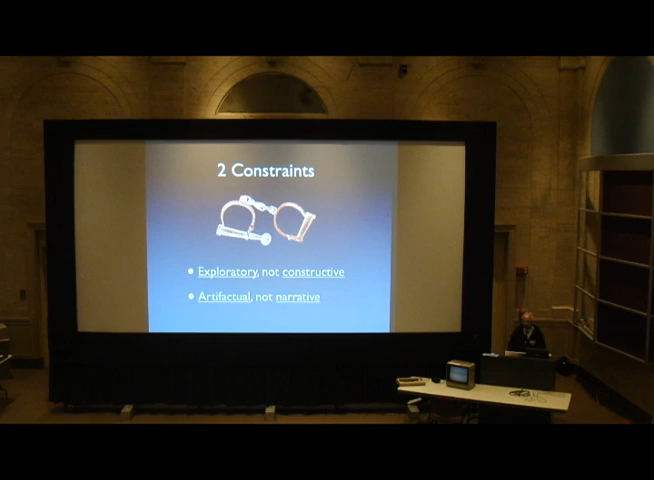 2 Constraints
• Exploratory, not constructive
• Artifactual, not narrative